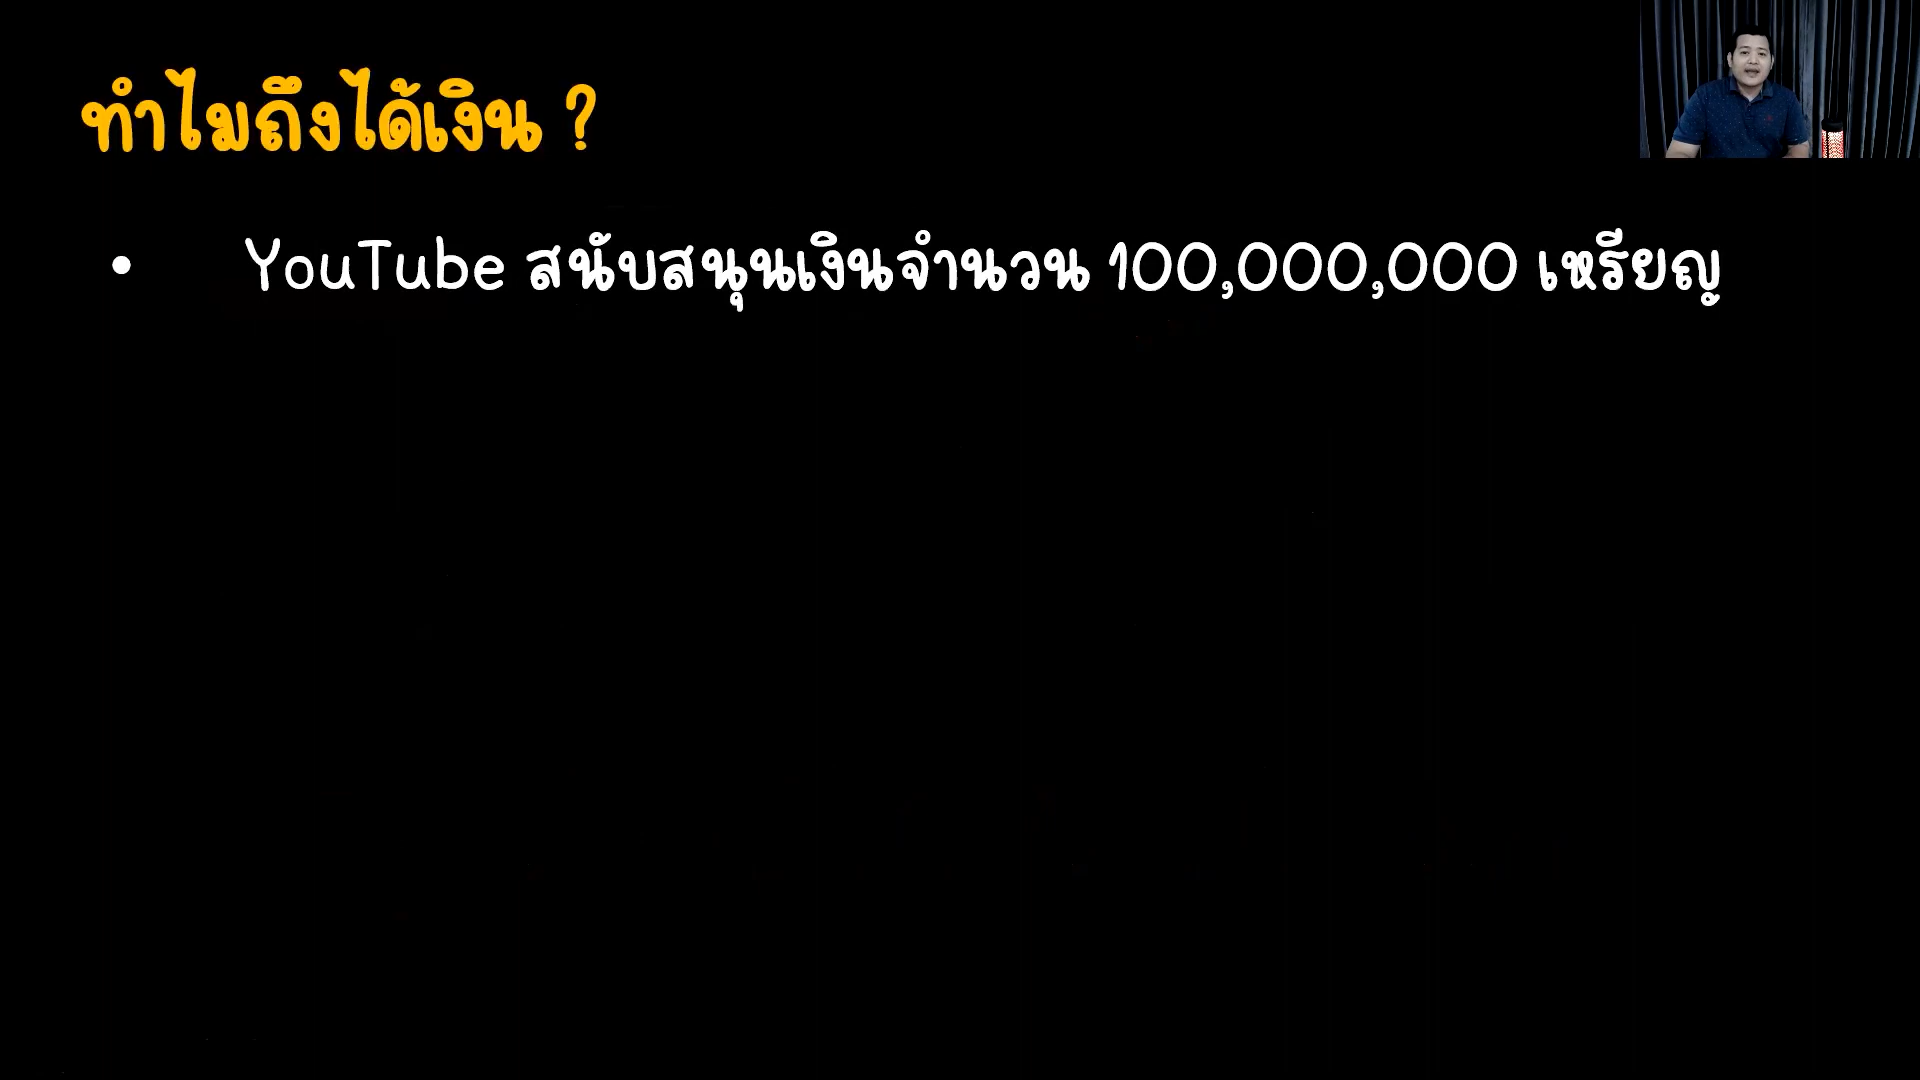 ทำไมถึงได้เงิน ?
• YouTube สนับสนุนเงินจำนวน 100,000,000 เหรียญ